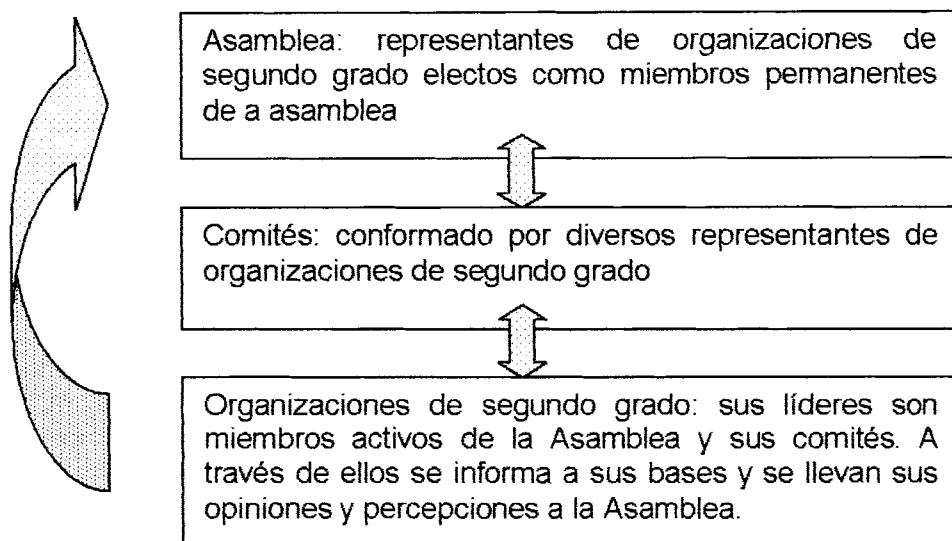 Asamblea: representantes de organizaciones de
segundo grado electos como miembros permanentes
de a asamblea
Comités: conformado por diversos representantes de
organizaciones de segundo grado
Organizaciones de segundo grado: sus líderes son
miembros activos de la Asamblea y sus comités. A
través de ellos se informa a sus bases y se llevan sus
opiniones y percepciones a la Asamblea.